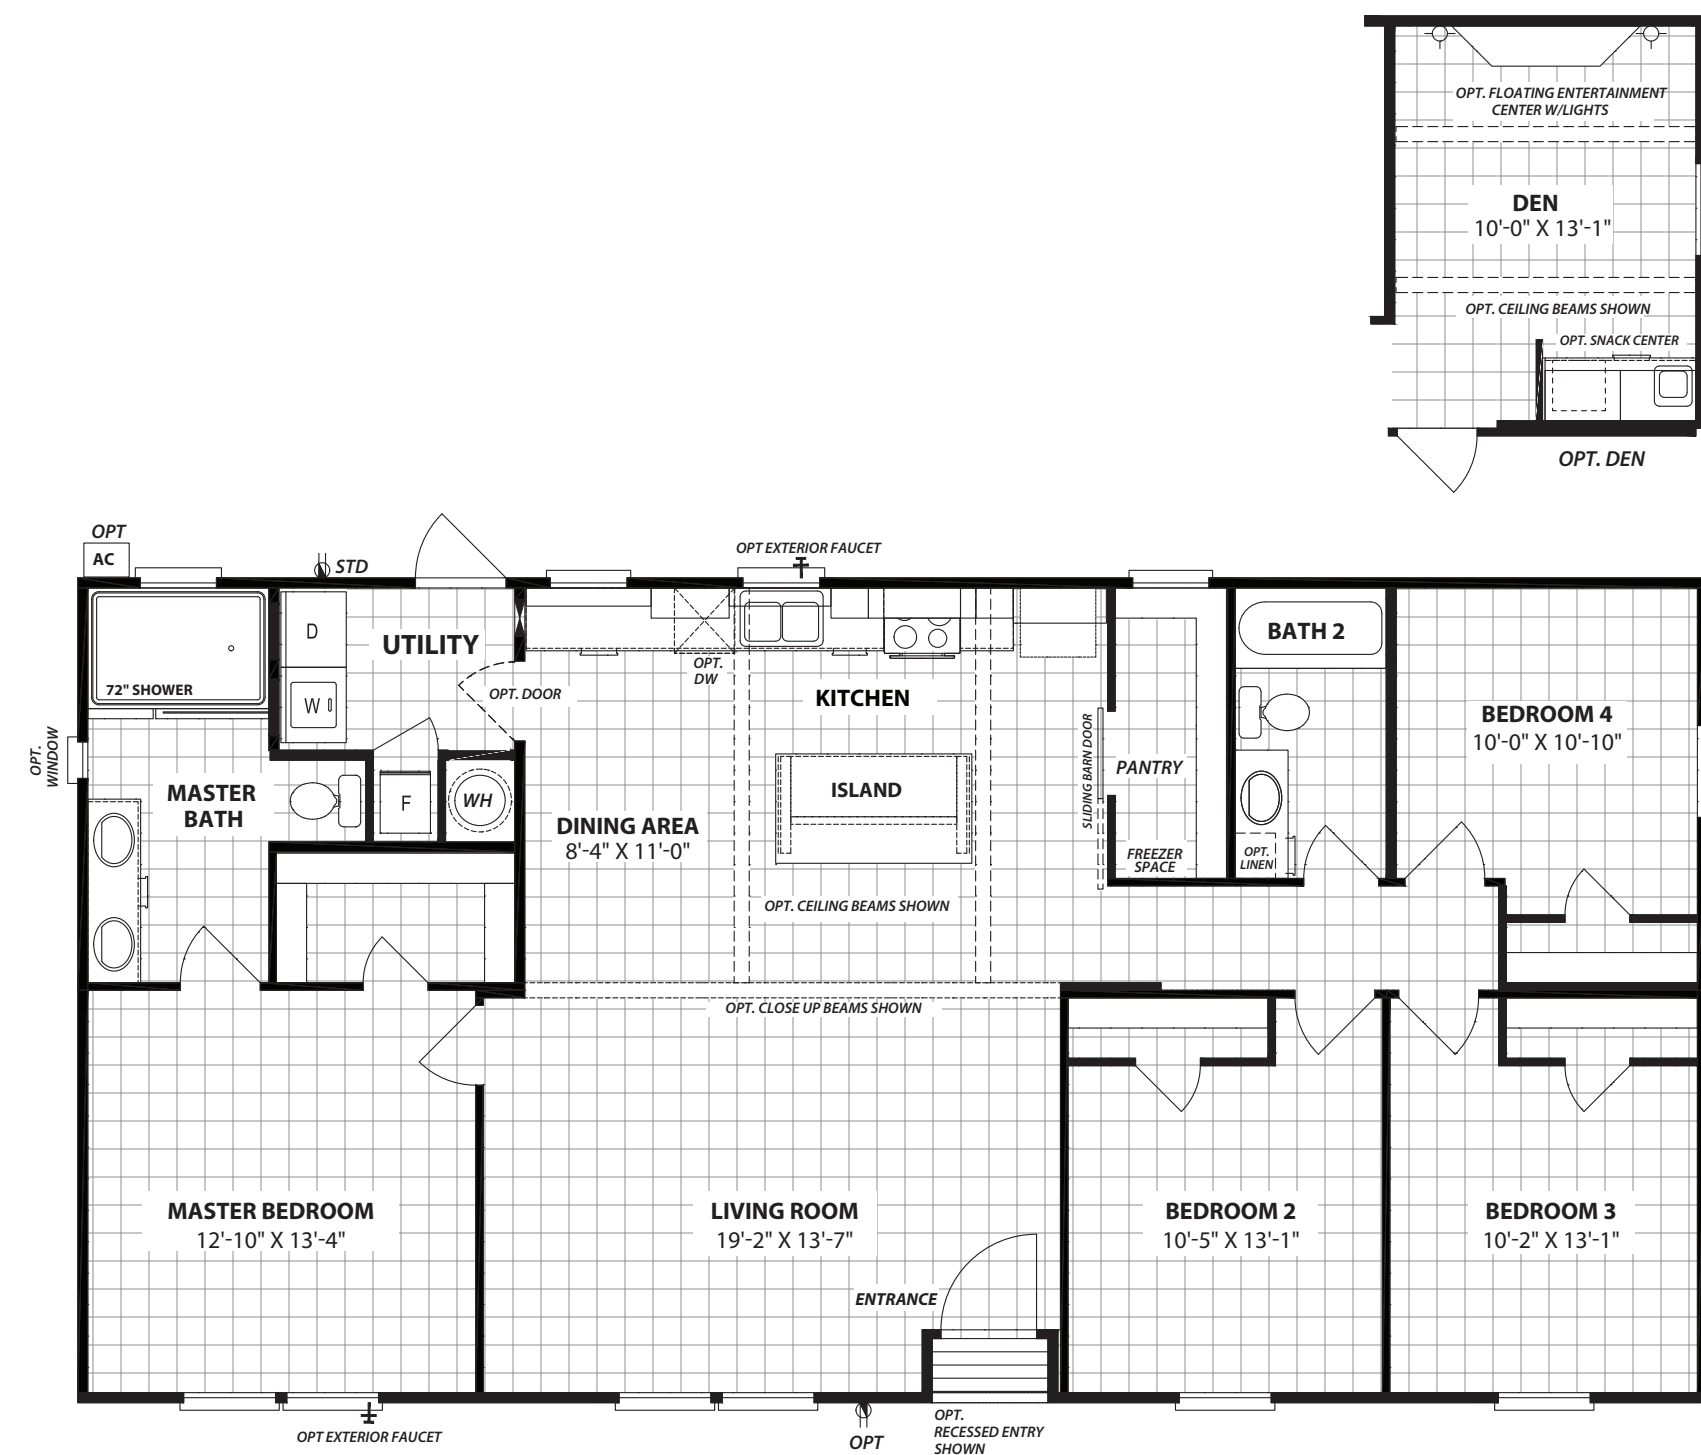 OPT. FLOATING ENTERTAINMENT
CENTER W/LIGHTS
DEN
10'-0" X 13'-1"
OPT. CEILING BEAMS SHOWN
OPT. SNACK CENTER
OPT. DEN
OPT
AC
STD
OPT EXTERIOR FAUCET
72" SHOWER
D
W
UTILITY
OPT. DOOR
OPT.
DW
KITCHEN
BATH 2
BEDROOM 4
10'-0" X 10'-10"
OPT.
WINDOW
MASTER
BATH
F
WH
DINING AREA
8'-4" X 11'-0"
ISLAND
SLIDING BARN DOOR
PANTRY
FREEZER
SPACE
OPT.
LINEN
OPT. CEILING BEAMS SHOWN
OPT. CLOSE UP BEAMS SHOWN
MASTER BEDROOM
12'-10" X 13'-4"
LIVING ROOM
19'-2" X 13'-7"
BEDROOM 2
10'-5" X 13'-1"
BEDROOM 3
10'-2" X 13'-1"
ENTRANCE
OPT EXTERIOR FAUCET
OPT
OPT.
RECESSED ENTRY
SHOWN